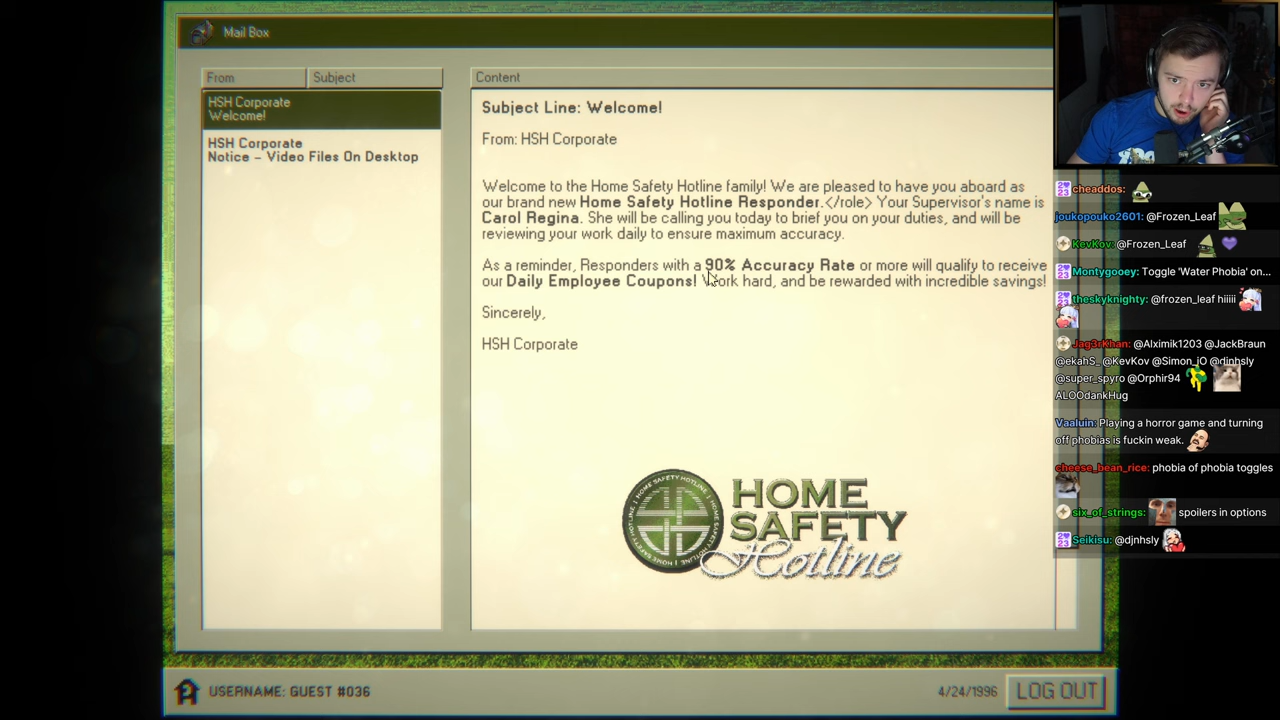 Mail Box
From
Subject
Content
HSH Corporate
Welcome!
HSH Corporate
Notice - Video Files On Desktop
Subject Line: Welcome!
From: HSH Corporate
Welcome to the Home Safety Hotline family! We are pleased to have you aboard as
our brand new Home Safety Hotline Responder.</role> Your Supervisor's name is
Carol Regina. She will be calling you today to brief you on your duties, and will be
reviewing your work daily to ensure maximum accuracy.
As a reminder, Responders with a 90% Accuracy Rate or more will qualify to receive
our Daily Employee Coupons! Work hard, and be rewarded with incredible savings!
Sincerely,
HSH Corporate
HOME
SAFETY
Hotline
USERNAME: GUEST #036
4/24/1996
LOG OUT
cheaddos:
joukopouko2601: @Frozen_Leaf
KevKov: @Frozen_Leaf
Montygooey: Toggle 'Water Phobia' on...
theskyknighty: @frozen_leaf hiiiii
Jag3rKhan: @Alximik1203 @JackBraun
@ekahS_ @KevKov @Simon_iO @djnhsly
@super_spyro @Orphir94
ALOOdankHug
Vaaluin: Playing a horror game and turning
off phobias is fuckin weak.
cheese_bean_rice: phobia of phobia toggles
six_of_strings: spoilers in options
Seikisu: @djnhsly